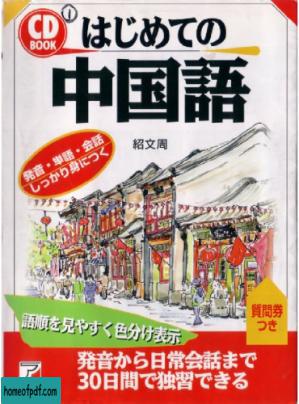 CD
BOOK
はじめての
中国語
紹文周
発音・単語・会話
しっかり身につく
語順を見やすく色分け表示
質問券
つき
ア
発音から日常会話まで
30日間で独習できる
homeofpdf.com